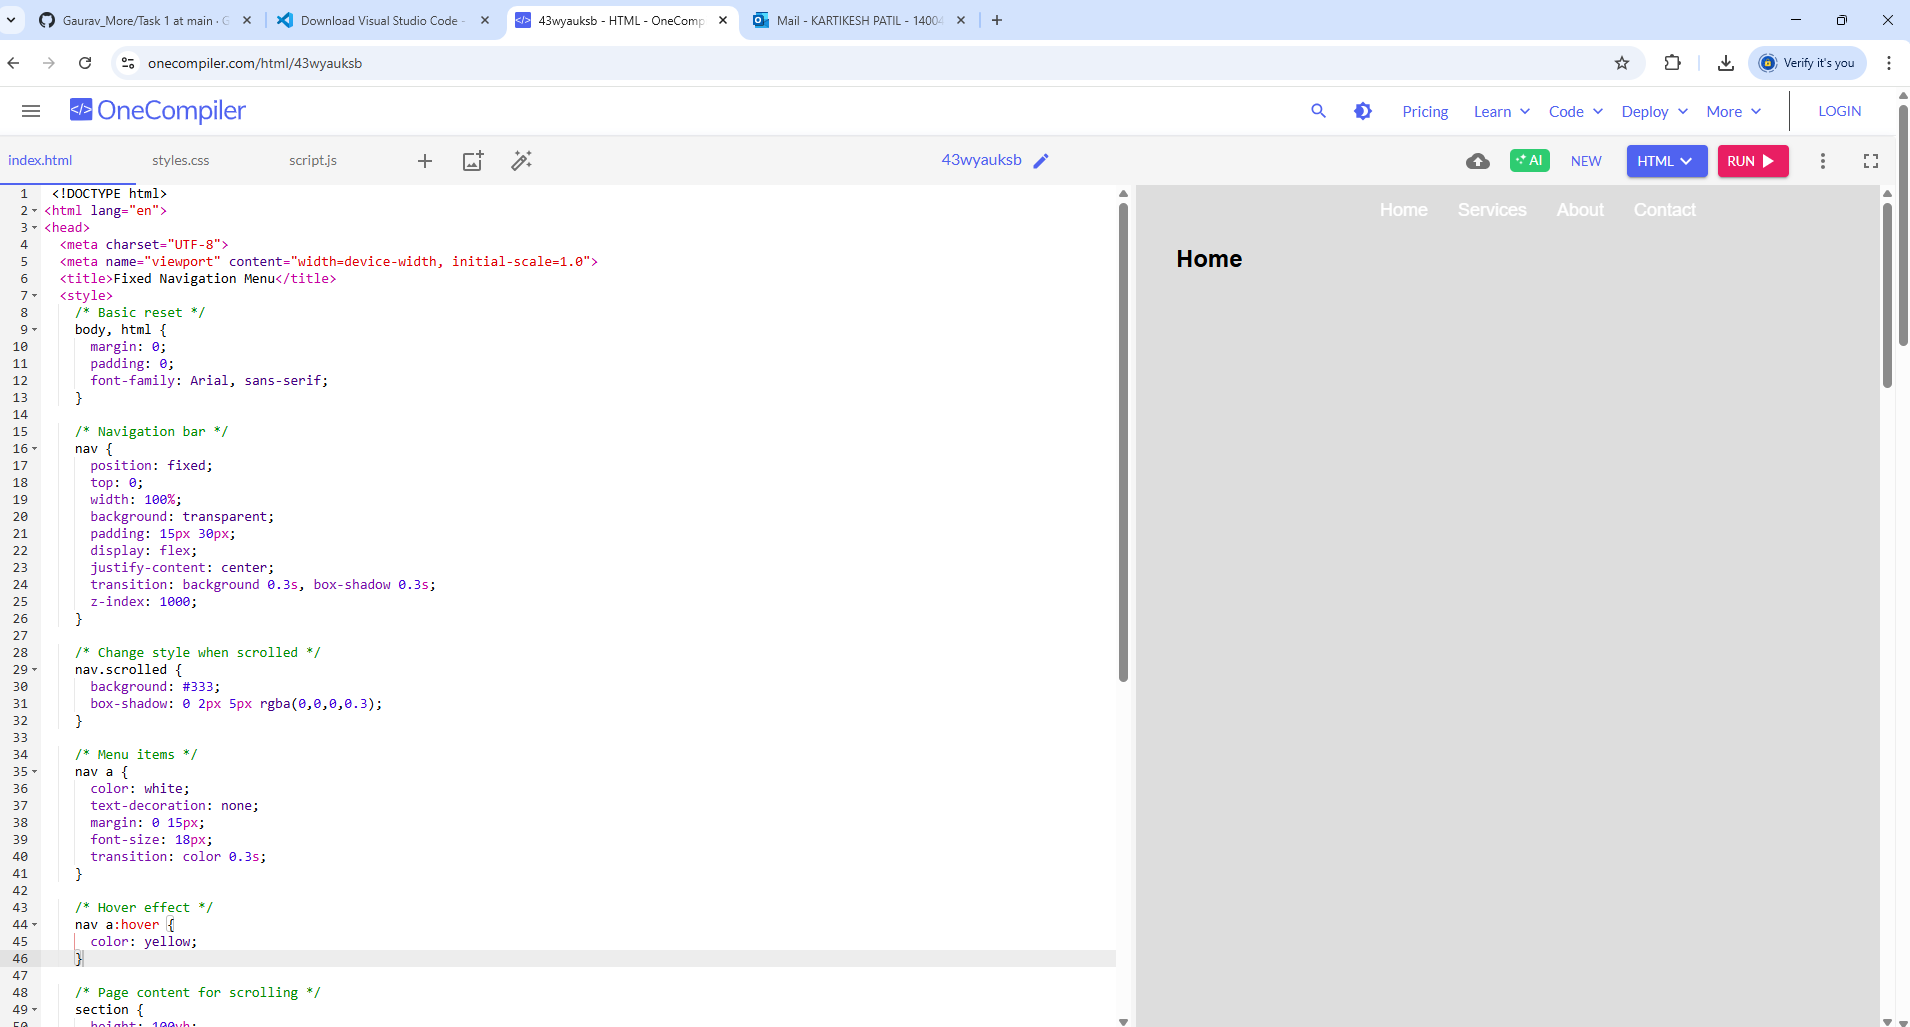 Gaurav_More/Task 1 at main · G
Download Visual Studio Code -
43wyauksb - HTML - OneComp
Mail - KARTIKESH PATIL - 14004
onecompiler.com/html/43wyauksb
Verify it's you
</> OneCompiler
Pricing
Learn
Code
Deploy
More
LOGIN
index.html
styles.css
script.js
43wyauksb
AI
NEW
HTML
RUN
1 <!DOCTYPE html>
2 <html lang="en">
3 <head>
4 <meta charset="UTF-8">
5 <meta name="viewport" content="width=device-width, initial-scale=1.0">
6 <title>Fixed Navigation Menu</title>
7 <style>
8 /* Basic reset */
9 body, html {
10 margin: 0;
11 padding: 0;
12 font-family: Arial, sans-serif;
13 }
14
15 /* Navigation bar */
16 nav {
17 position: fixed;
18 top: 0;
19 width: 100%;
20 background: transparent;
21 padding: 15px 30px;
22 display: flex;
23 justify-content: center;
24 transition: background 0.3s, box-shadow 0.3s;
25 z-index: 1000;
26 }
27
28 /* Change style when scrolled */
29 nav.scrolled {
30 background: #333;
31 box-shadow: 0 2px 5px rgba(0,0,0,0.3);
32 }
33
34 /* Menu items */
35 nav a {
36 color: white;
37 text-decoration: none;
38 margin: 0 15px;
39 font-size: 18px;
40 transition: color 0.3s;
41 }
42
43 /* Hover effect */
44 nav a:hover {
45 color: yellow;
46 }
47
48 /* Page content for scrolling */
49 section {
50 height: 100vh;
Home
Services
About
Contact
Home